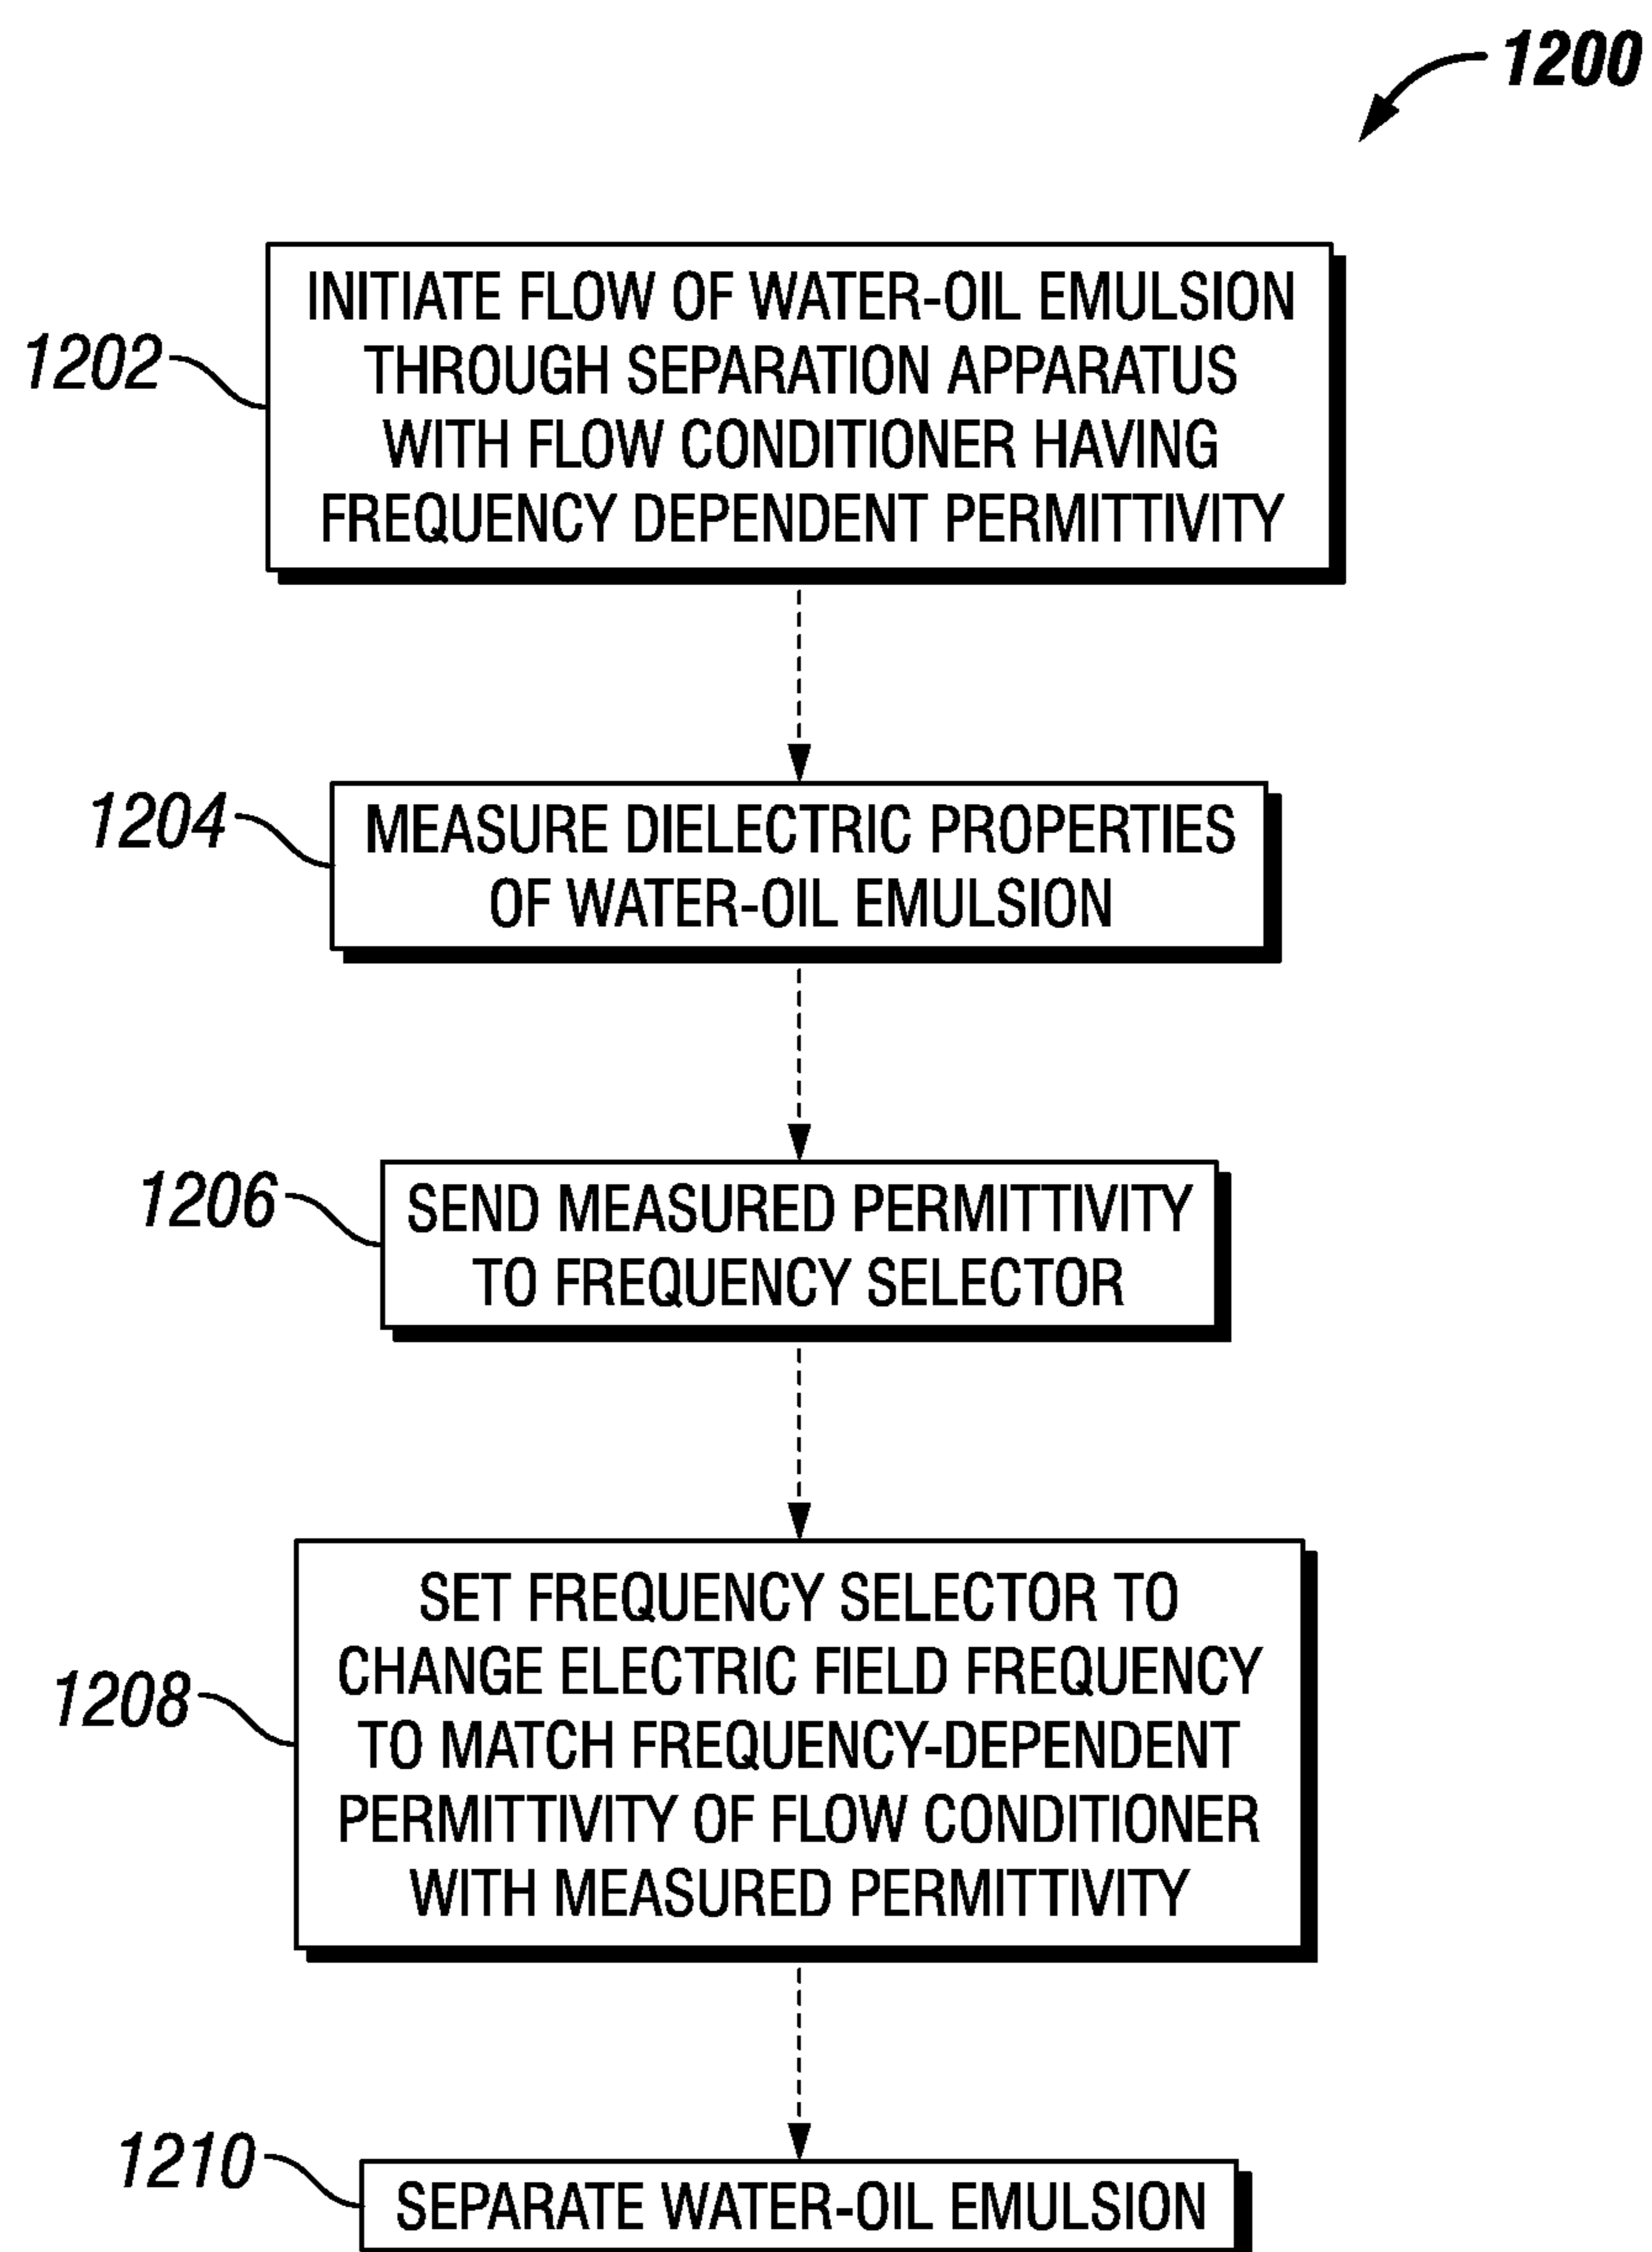 1200
1202
INITIATE FLOW OF WATER-OIL EMULSION
THROUGH SEPARATION APPARATUS
WITH FLOW CONDITIONER HAVING
FREQUENCY DEPENDENT PERMITTIVITY
1204
MEASURE DIELECTRIC PROPERTIES
OF WATER-OIL EMULSION
1206
SEND MEASURED PERMITTIVITY
TO FREQUENCY SELECTOR
1208
SET FREQUENCY SELECTOR TO
CHANGE ELECTRIC FIELD FREQUENCY
TO MATCH FREQUENCY-DEPENDENT
PERMITTIVITY OF FLOW CONDITIONER
WITH MEASURED PERMITTIVITY
1210
SEPARATE WATER-OIL EMULSION